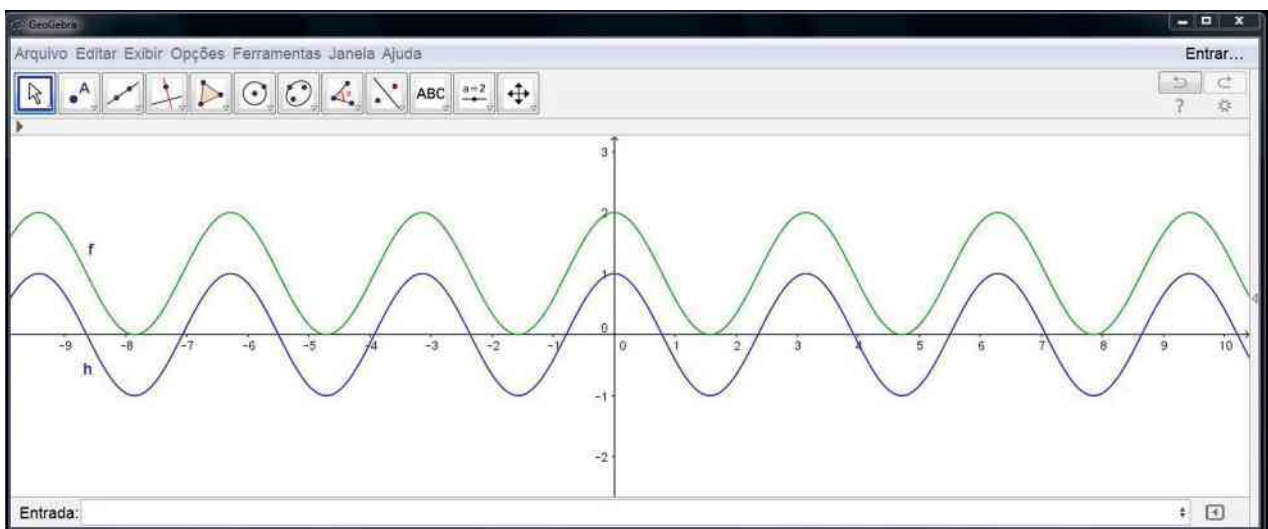 GeoGebra
Arquivo Editar Exibir Opções Ferramentas Janela Ajuda
Entrar...
A
ABC
a=2
?
3
2
f
1
0
-9 -8 -7 -6 -5 -4 -3 -2 -1 0 1 2 3 4 5 6 7 8 9 10
h
-1
-2
Entrada: